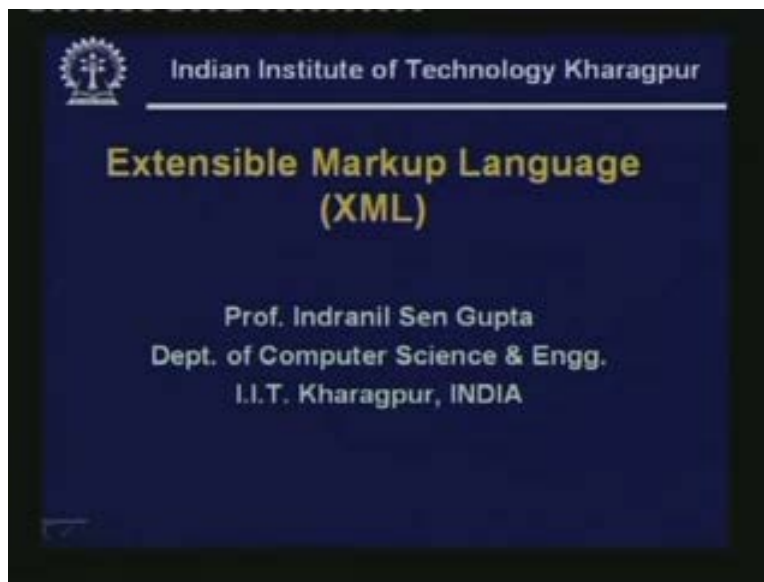 Indian Institute of Technology Kharagpur
Extensible Markup Language
(XML)
Prof. Indranil Sen Gupta
Dept. of Computer Science & Engg.
I.I.T. Kharagpur, INDIA